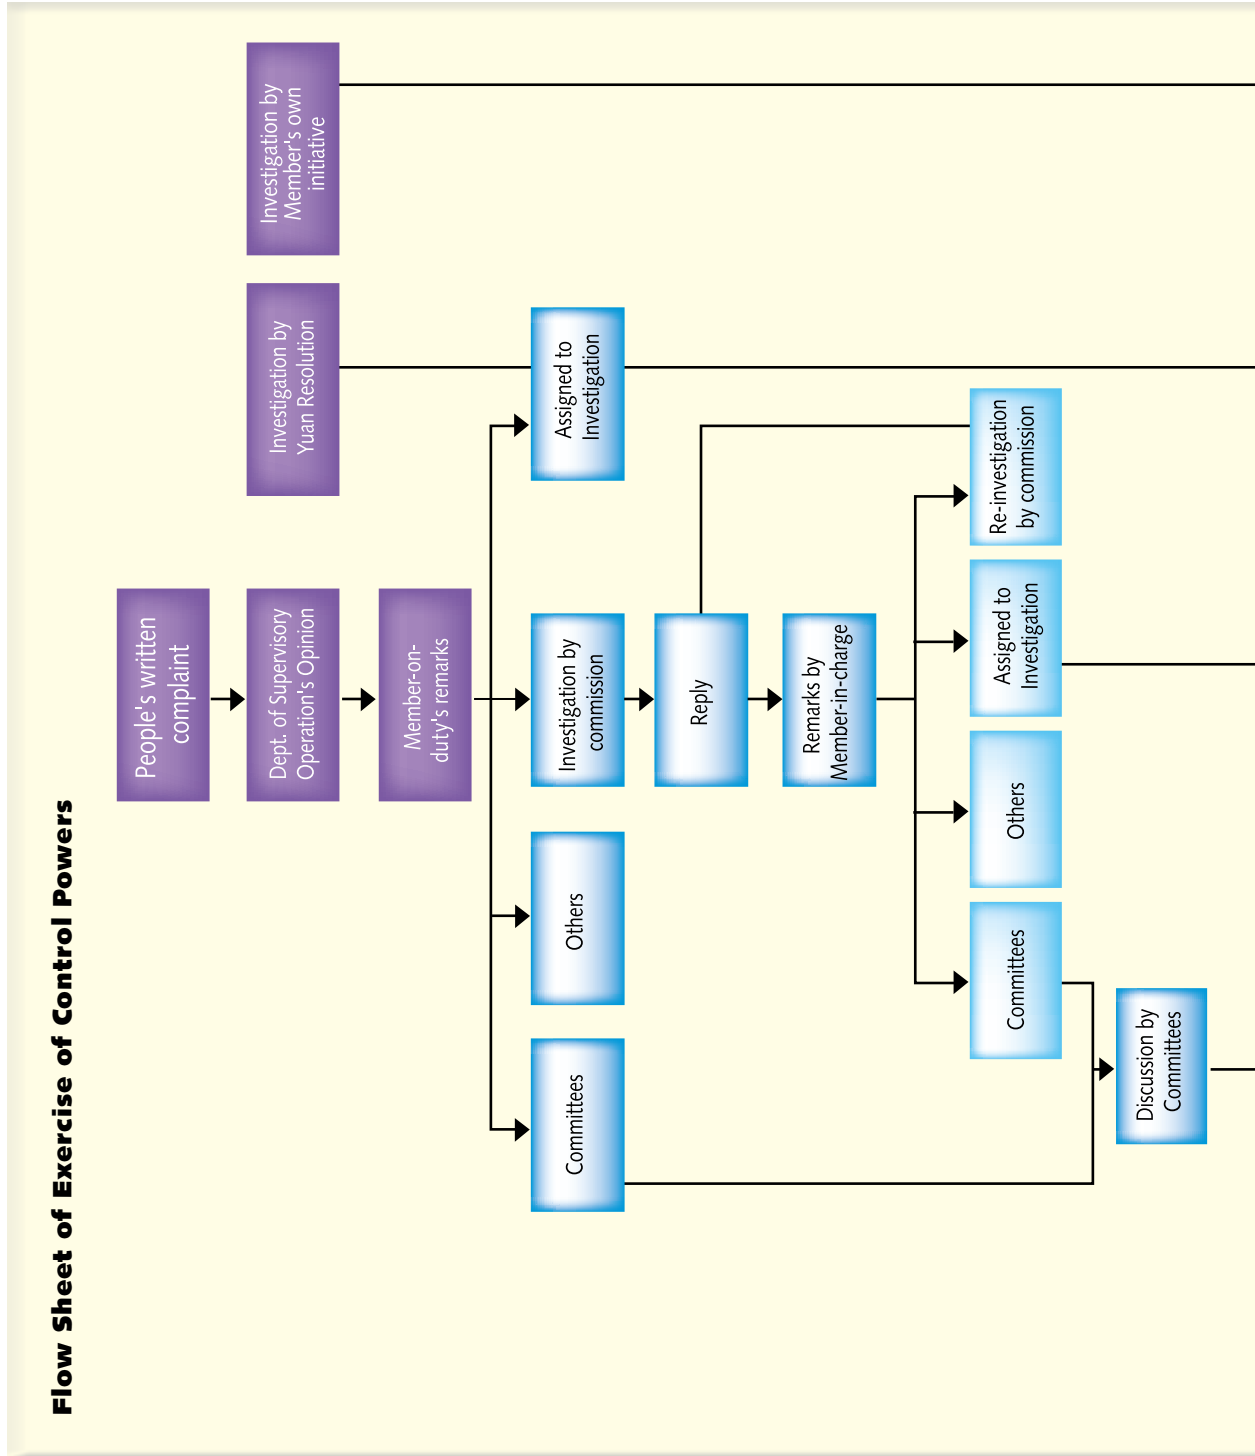 Flow Sheet of Exercise of Control Powers
People's written
complaint
Dept. of Supervisory
Operation's Opinion
Investigation by
Yuan Resolution
Investigation by
Member's own
initiative
Member-on-
duty's remarks
Committees
Others
Investigation by
commission
Assigned to
Investigation
Reply
Remarks by
Member-in-charge
Committees
Others
Assigned to
Investigation
Re-investigation
by commission
Discussion by
Committees